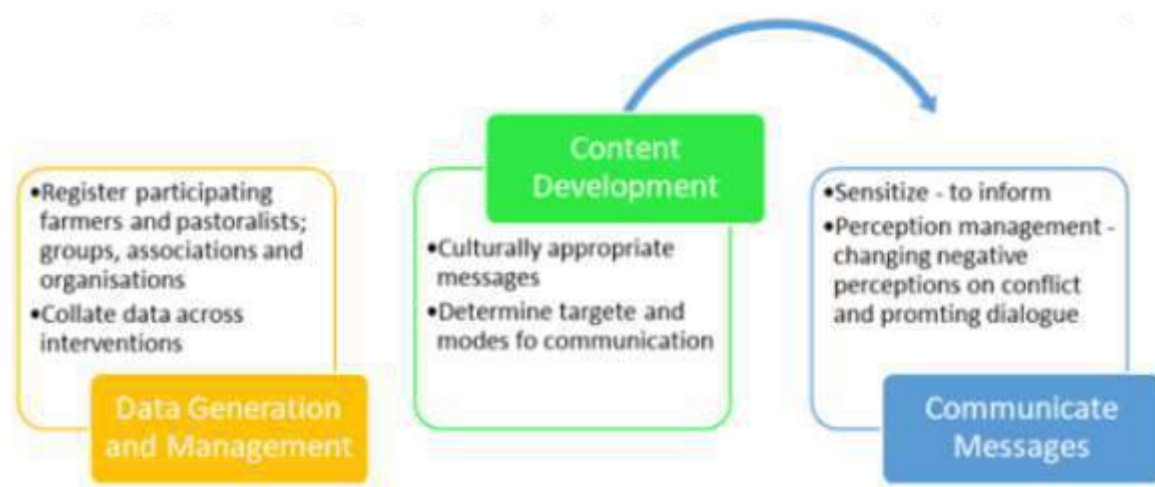 •Register participating
farmers and pastoralists;
groups, associations and
organisations
•Collate data across
interventions
Data Generation
and Management
Content
Development
•Culturally appropriate
messages
•Determine targete and
modes fo communication
•Sensitize - to inform
•Perception management -
changing negative
perceptions on conflict
and promting dialogue
Communicate
Messages